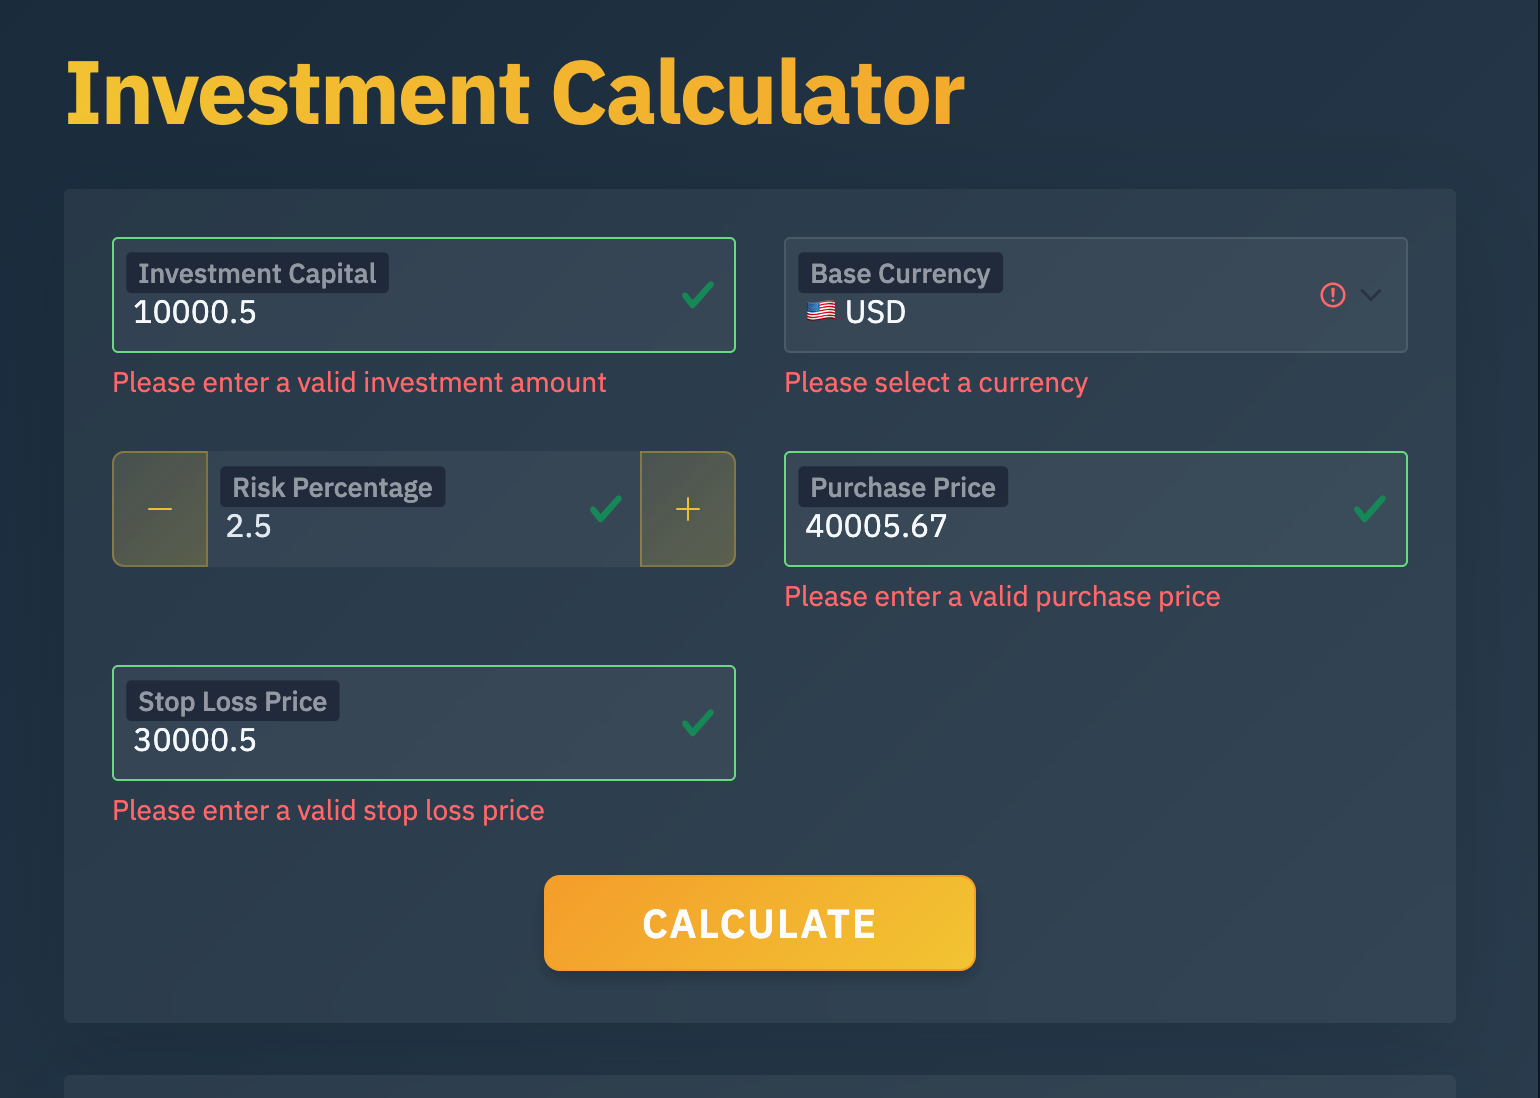 Investment Calculator
Investment Capital
10000.5
Please enter a valid investment amount
Base Currency
🇺🇸 USD
Please select a currency
Risk Percentage
− 2.5 +
Purchase Price
40005.67
Please enter a valid purchase price
Stop Loss Price
30000.5
Please enter a valid stop loss price
CALCULATE